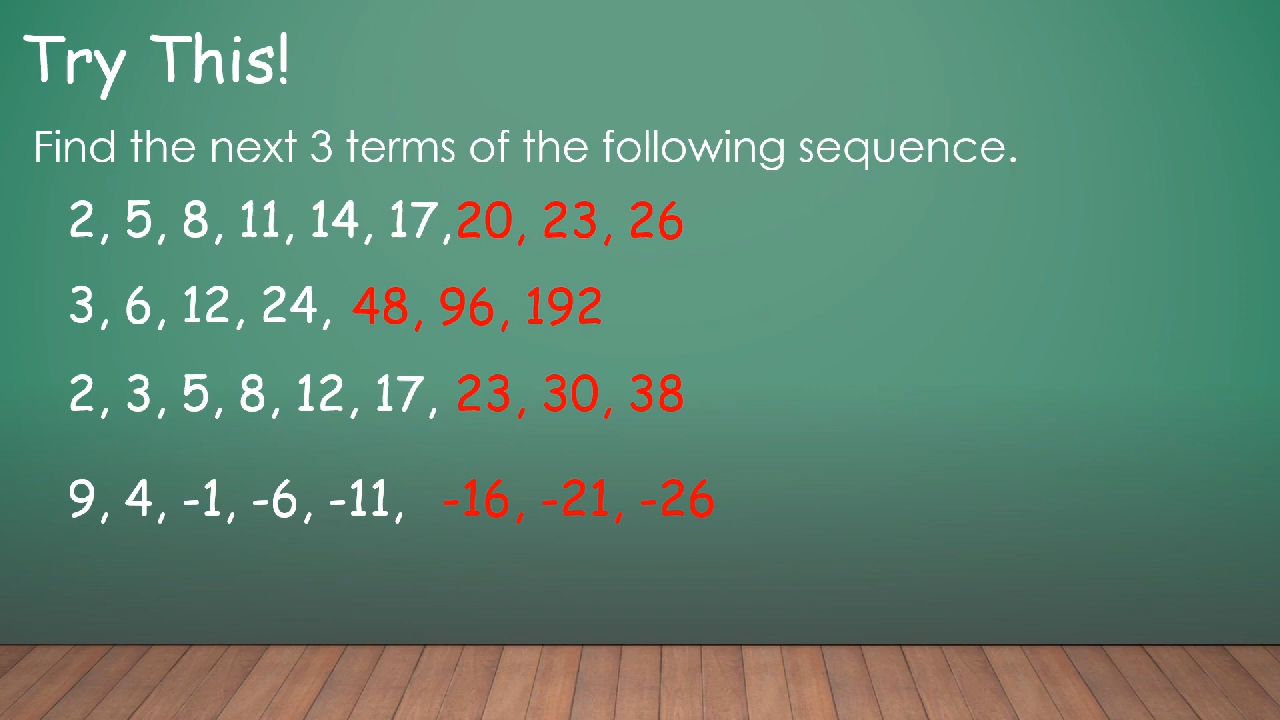 Try This!
Find the next 3 terms of the following sequence.
2, 5, 8, 11, 14, 17,20, 23, 26
3, 6, 12, 24, 48, 96, 192
2, 3, 5, 8, 12, 17, 23, 30, 38
9, 4, -1, -6, -11, -16, -21, -26